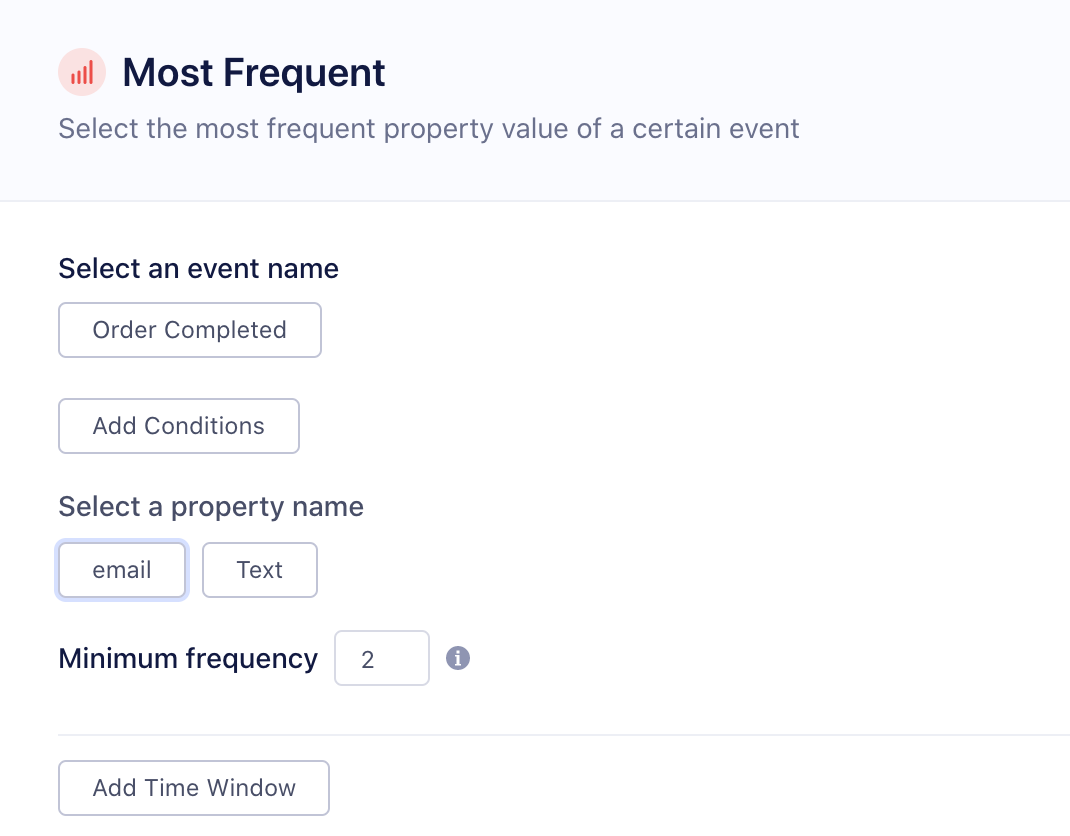 Most Frequent
Select the most frequent property value of a certain event
Select an event name
Order Completed
Add Conditions
Select a property name
email Text
Minimum frequency 2 i
Add Time Window